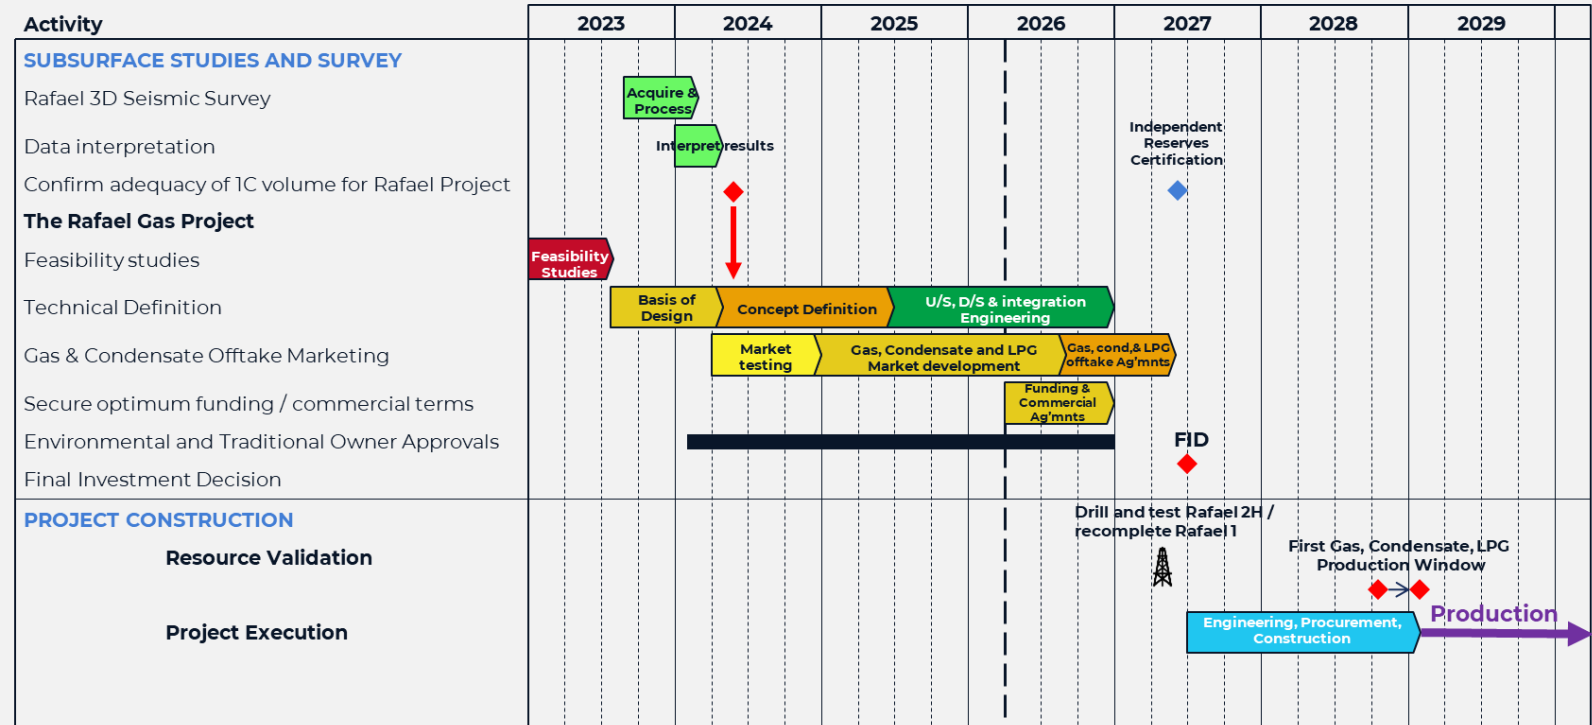 Activity
2023
2024
2025
2026
2027
2028
2029
SUBSURFACE STUDIES AND SURVEY
Rafael 3D Seismic Survey
Acquire &
Process
Data interpretation
Interpret results
Independent
Reserves
Certification
Confirm adequacy of 1C volume for Rafael Project
The Rafael Gas Project
Feasibility studies
Feasibility
Studies
Technical Definition
Basis of
Design
Concept Definition
U/S, D/S & integration
Engineering
Gas & Condensate Offtake Marketing
Market
testing
Gas, Condensate and LPG
Market development
Gas, cond,& LPG
offtake Ag'mnts
Secure optimum funding / commercial terms
Funding &
Commercial
Ag'mnts
Environmental and Traditional Owner Approvals
FID
Final Investment Decision
PROJECT CONSTRUCTION
Drill and test Rafael 2H /
recomplete Rafael 1
Resource Validation
First Gas, Condensate, LPG
Production Window
Project Execution
Engineering, Procurement,
Construction
Production